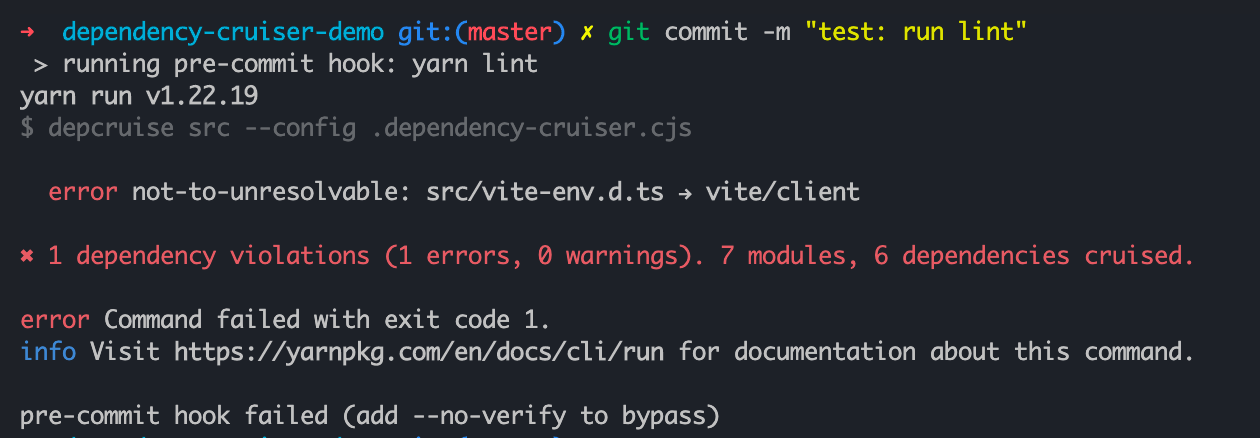 ➜  dependency-cruiser-demo git:(master) ✗ git commit -m "test: run lint"
 > running pre-commit hook: yarn lint
yarn run v1.22.19
$ depcruise src --config .dependency-cruiser.cjs
  error not-to-unresolvable: src/vite-env.d.ts → vite/client
✖ 1 dependency violations (1 errors, 0 warnings). 7 modules, 6 dependencies cruised.
error Command failed with exit code 1.
info Visit https://yarnpkg.com/en/docs/cli/run for documentation about this command.
pre-commit hook failed (add --no-verify to bypass)